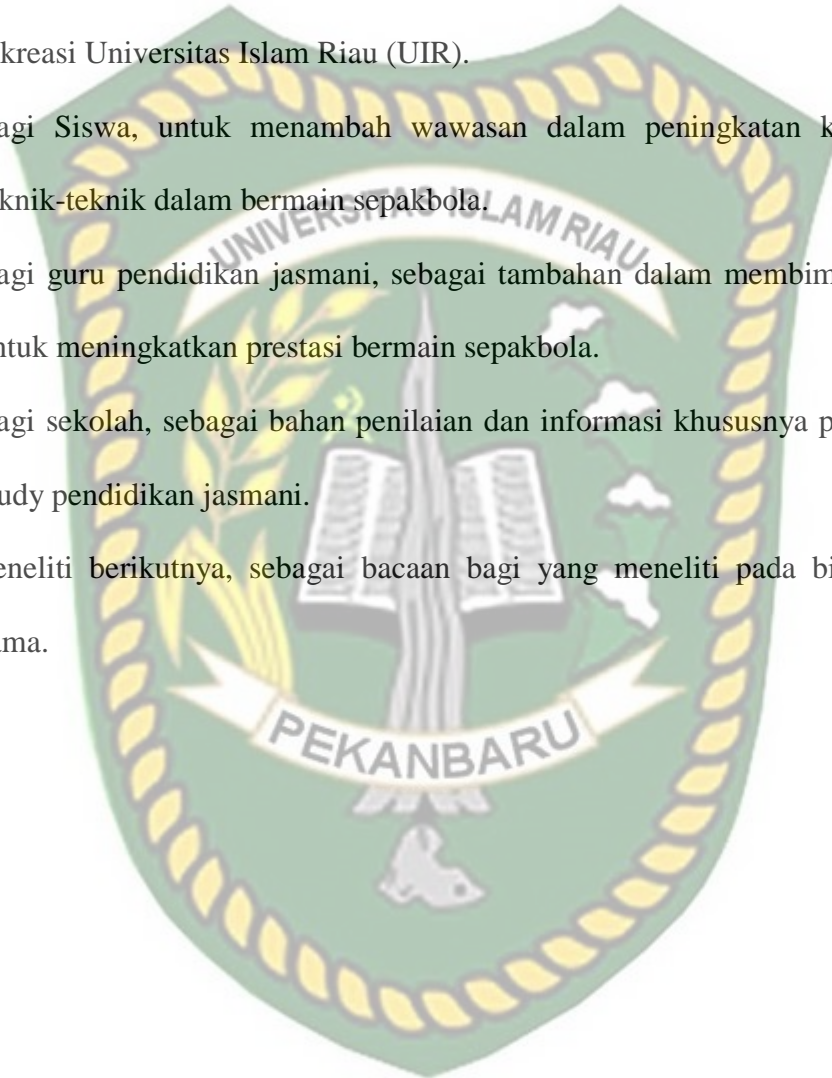 kreasi Universitas Islam Riau (UIR).
agi Siswa, untuk menambah wawasan dalam peningkatan k
knik-teknik dalam bermain sepakbola.
UNIVERSITAS ISLAM RIAU
agi guru pendidikan jasmani, sebagai tambahan dalam membim
ntuk meningkatkan prestasi bermain sepakbola.
agi sekolah, sebagai bahan penilaian dan informasi khususnya p
udy pendidikan jasmani.
eneliti berikutnya, sebagai bacaan bagi yang meneliti pada bi
ama.
PEKANBARU